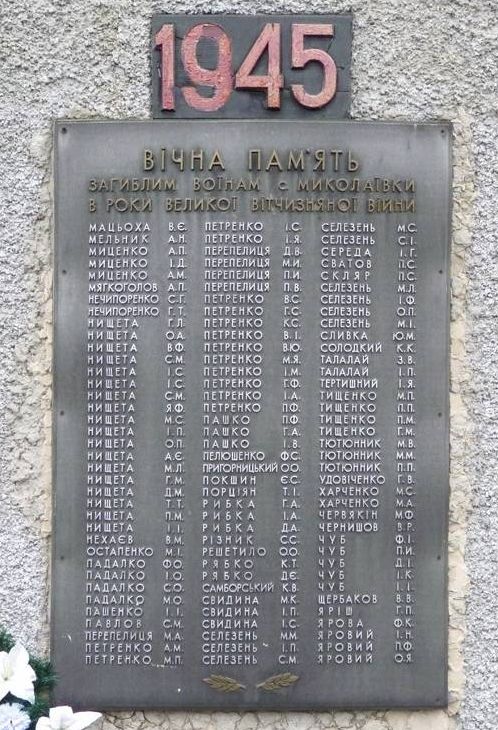 1945
ВІЧНА ПАМ'ЯТЬ
ЗАГИБЛИМ ВОЇНАМ с. МИКОЛАЇВКИ
В РОКИ ВЕЛИКОЇ ВІТЧИЗНЯНОЇ ВІЙНИ
МАЦЬОХА В.Є. ПЕТРЕНКО І.С. СЕЛЕЗЕНЬ М.С.
МЕЛЬНИК А.Н. ПЕТРЕНКО І.Я. СЕЛЕЗЕНЬ С.І.
МИЦЕНКО А.П. ПЕРЕПЕЛИЦЯ Д.В. СЕРЕДА І.Г.
МИЦЕНКО І.Д. ПЕРЕПЕЛИЦЯ М.И. СВАТОВ Л.С.
МИЦЕНКО А.М. ПЕРЕПЕЛИЦЯ П.И. СКЛЯР П.С.
МЯГКОГОЛОВ А.П. ПЕРЕПЕЛИЦЯ П.В. СЕЛЕЗЕНЬ М.Л.
НЕЧИПОРЕНКО С.Г. ПЕТРЕНКО В.С. СЕЛЕЗЕНЬ І.Ф.
НЕЧИПОРЕНКО Г.Т. ПЕТРЕНКО Г.С. СЕЛЕЗЕНЬ О.П.
НИЩЕТА Г.Л. ПЕТРЕНКО К.С. СЕЛЕЗЕНЬ М.І.
НИЩЕТА О.А. ПЕТРЕНКО В.І. СЛИВКА Ю.М.
НИЩЕТА В.Ф. ПЕТРЕНКО В.Ю. СОЛОДКИЙ К.К.
НИЩЕТА С.М. ПЕТРЕНКО М.Я. ТАЛАЛАЙ З.В.
НИЩЕТА І.С. ПЕТРЕНКО І.М. ТАЛАЛАЙ І.П.
НИЩЕТА І.С. ПЕТРЕНКО Г.Ф. ТЕРТИШНИЙ І.Я.
НИЩЕТА С.М. ПЕТРЕНКО І.А. ТИЩЕНКО М.П.
НИЩЕТА Я.Ф. ПЕТРЕНКО П.Ф. ТИЩЕНКО П.П.
НИЩЕТА М.С. ПАШКО П.Ф. ТИЩЕНКО П.М.
НИЩЕТА Т.П. ПАШКО Г.А. ТИЩЕНКО Г.М.
НИЩЕТА О.П. ПАШКО І.В. ТЮТЮННИК М.В.
НИЩЕТА А.Є. ПЕЛЮШЕНКО Ф.С. ТЮТЮННИК М.М.
НИЩЕТА М.Л. ПРИГОРНИЦЬКИЙ О.О. ТЮТЮННИК П.П.
НИЩЕТА Г.М. ПОКШИН Є.С. УДОВІЧЕНКО Г.В.
НИЩЕТА Д.М. ПОРЦІЯН Т.І. ХАРЧЕНКО М.С.
НИЩЕТА Т.Т. РИБКА Г.А. ХАРЧЕНКО М.А.
НИЩЕТА П.М. РИБКА І.А. ЧЕРВЯКІН М.Ф.
НИЩЕТА І.І. РИБКА Д.А. ЧЕРНИШОВ В.Р.
НЕХАЄВ В.М. РІЗНИК С.С. ЧУБ Ф.І.
ОСТАПЕНКО М.І. РЕШЕТИЛО О.О. ЧУБ П.И.
ПАДАЛКО Ф.О. РЯБКО К.Т. ЧУБ Д.І.
ПАДАЛКО І.О. РЯБКО Д.Є. ЧУБ І.К.
ПАДАЛКО С.О. САМБОРСЬКИЙ К.В. ЧУБ І.І.
ПАДАЛКО М.О. СВИДИНА М.К. ЩЕРБАКОВ В.В.
ПАШЕНКО І.І. СВИДИНА І.П. ЯРІШ Г.П.
ПАВЛОВ С.М. СВИДИНА І.С. ЯРОВА Ф.К.
ПЕРЕПЕЛИЦЯ М.А. СЕЛЕЗЕНЬ М.М. ЯРОВИЙ І.Н.
ПЕТРЕНКО А.М. СЕЛЕЗЕНЬ І.П. ЯРОВИЙ П.Ф.
ПЕТРЕНКО М.П. СЕЛЕЗЕНЬ С.М. ЯРОВИЙ О.Я.